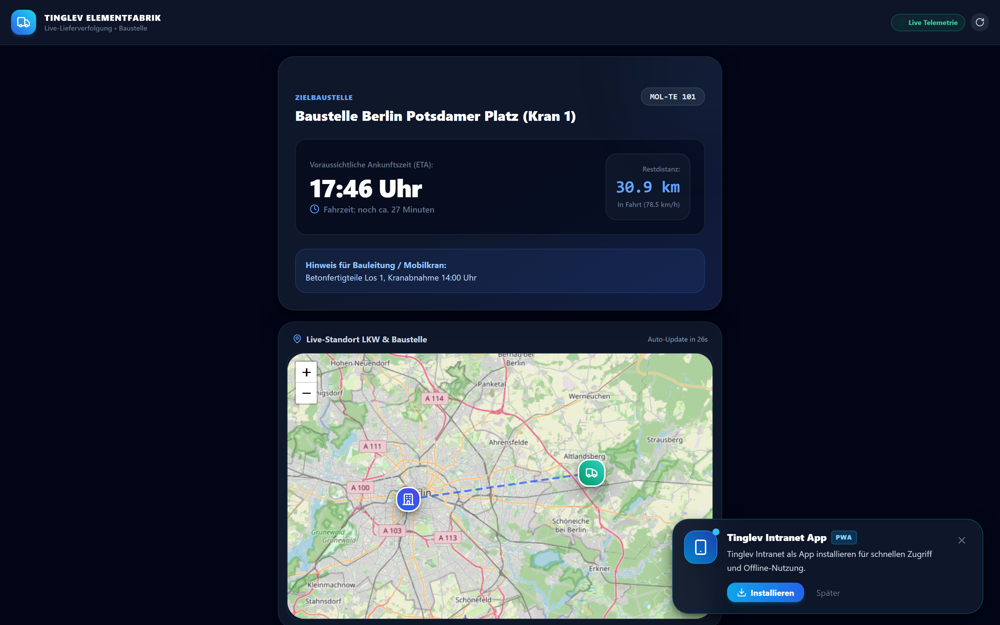 TINGLEV ELEMENTFABRIK
Live-Lieferverfolgung • Baustelle
Live Telemetrie
ZIELBAUSTELLE
MOL-TE 101
Baustelle Berlin Potsdamer Platz (Kran 1)
Voraussichtliche Ankunftszeit (ETA):
17:46 Uhr
Fahrzeit: noch ca. 27 Minuten
Restdistanz:
30.9 km
In Fahrt (78.5 km/h)
Hinweis für Bauleitung / Mobilkran:
Betonfertigteile Los 1, Kranabnahme 14:00 Uhr
Live-Standort LKW & Baustelle
Auto-Update in 26s
+
−
Hohen Neuendorf
Bernau bei
Berlin
nigsdorf
A 114
Panketal
Werneuchen
A 111
Ahrensfelde
Strausberg
Altlandsberg
A 100
lin
Schöneiche
bei Berlin
Grunewald
Grunewald
A 103
A 113
Erkner
Kleinmachnow
Stahnsdorf
Schönefeld
Tinglev Intranet App
PWA
Tinglev Intranet als App installieren für schnellen Zugriff
und Offline-Nutzung.
Installieren
Später